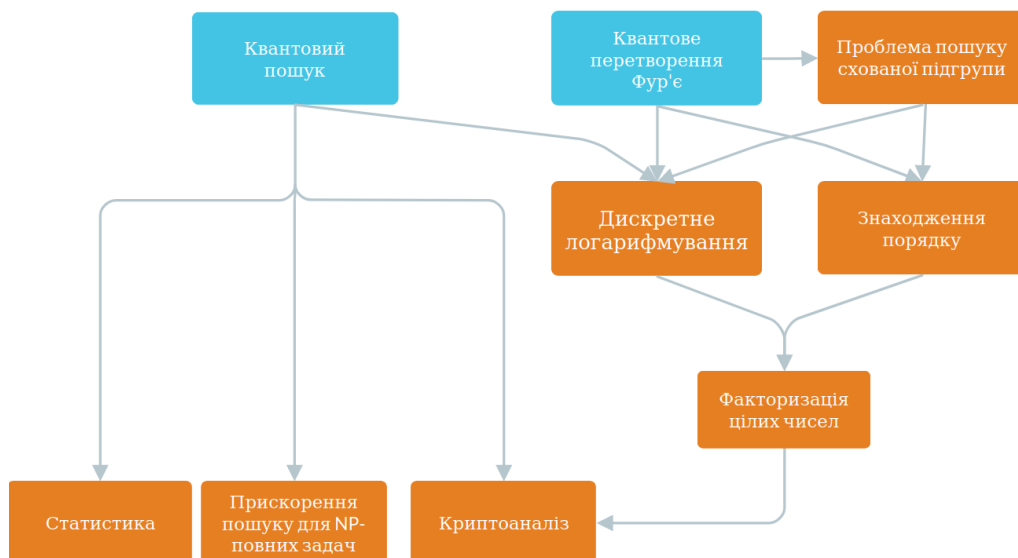 Квантовий
пошук
Квантове
перетворення
Фур'є
Проблема пошуку
схованої підгрупи
Дискретне
логарифмування
Знаходження
порядку
Факторизація
цілих чисел
Статистика
Прискорення
пошуку для NP-
повних задач
Криптоаналіз